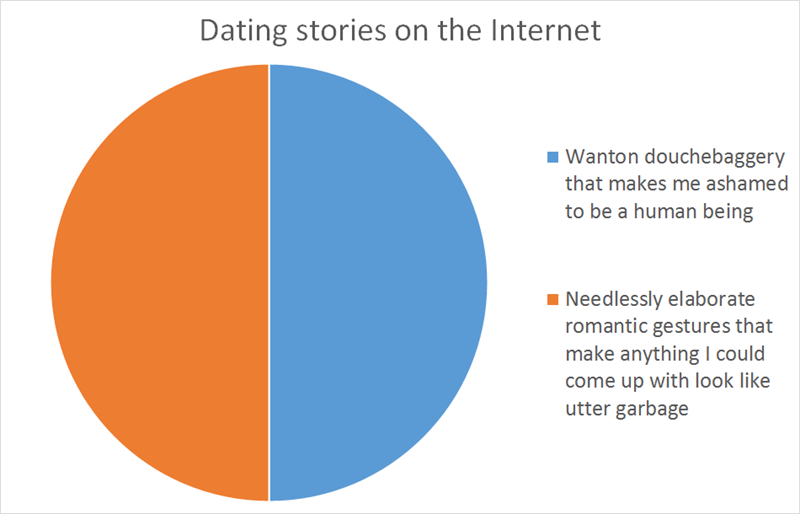 Dating stories on the Internet
Wanton douchebaggery
that makes me ashamed
to be a human being
Needlessly elaborate
romantic gestures that
make anything I could
come up with look like
utter garbage